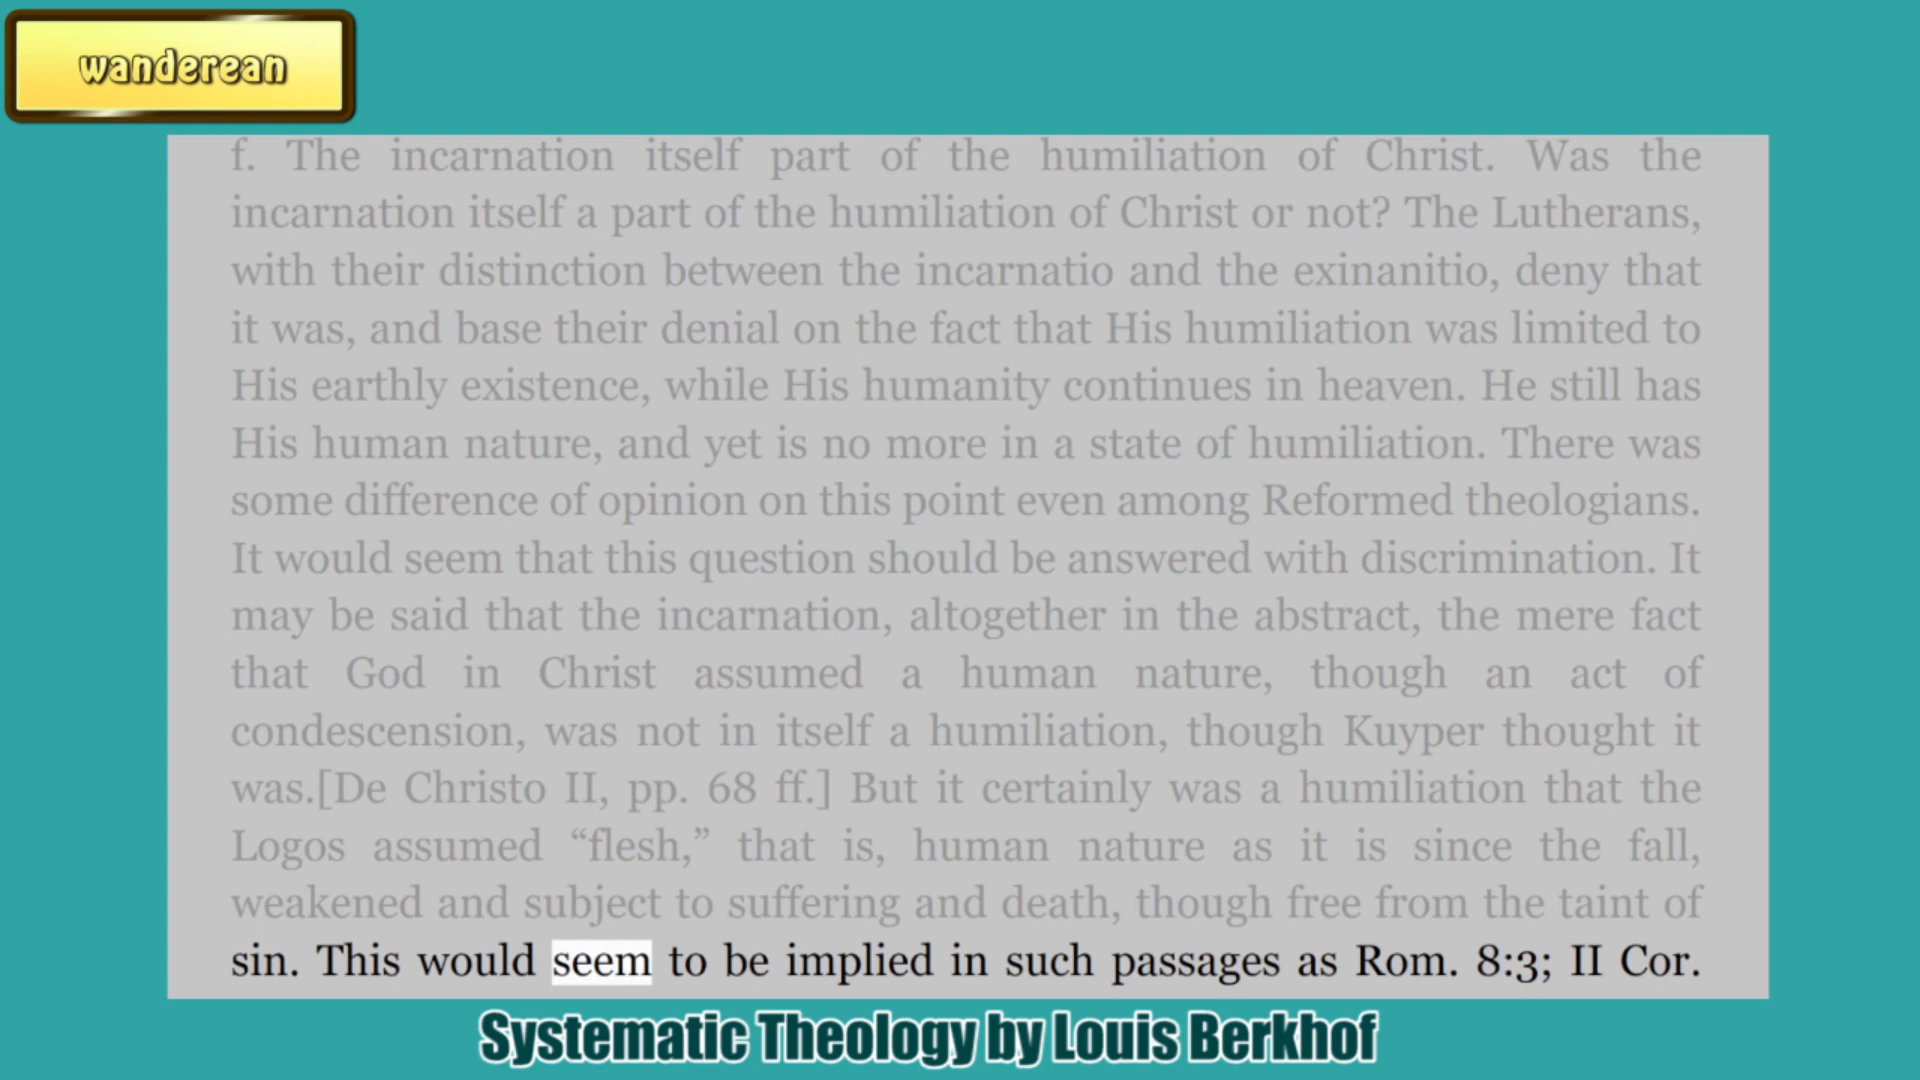 wanderean
f. The incarnation itself part of the humiliation of Christ. Was the
incarnation itself a part of the humiliation of Christ or not? The Lutherans,
with their distinction between the incarnatio and the exinanitio, deny that
it was, and base their denial on the fact that His humiliation was limited to
His earthly existence, while His humanity continues in heaven. He still has
His human nature, and yet is no more in a state of humiliation. There was
some difference of opinion on this point even among Reformed theologians.
It would seem that this question should be answered with discrimination. It
may be said that the incarnation, altogether in the abstract, the mere fact
that God in Christ assumed a human nature, though an act of
condescension, was not in itself a humiliation, though Kuyper thought it
was.[De Christo II, pp. 68 ff.] But it certainly was a humiliation that the
Logos assumed “flesh,” that is, human nature as it is since the fall,
weakened and subject to suffering and death, though free from the taint of
sin. This would seem to be implied in such passages as Rom. 8:3; II Cor.
Systematic Theology by Louis Berkhof